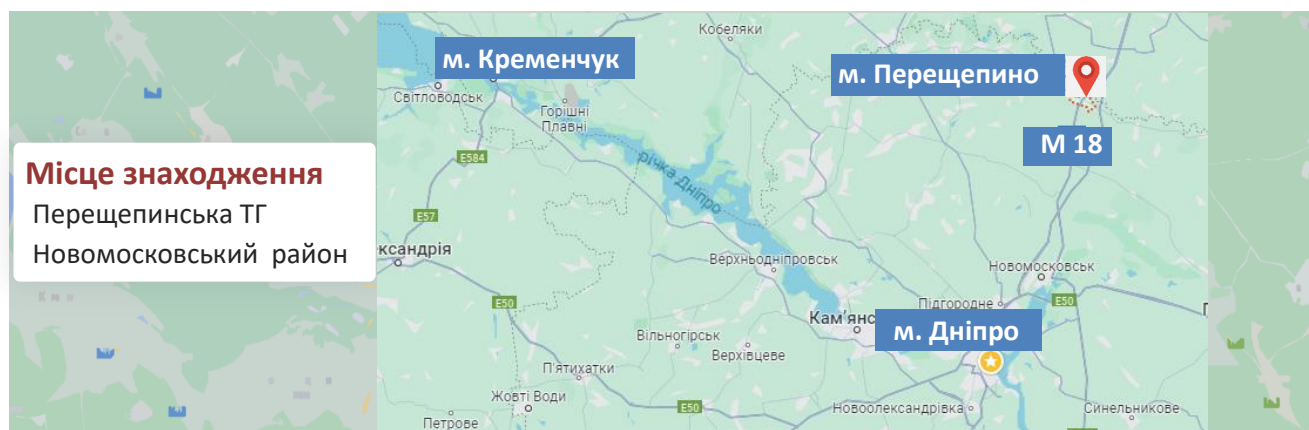 Кобеляки
м. Кременчук
м. Перещепино
Світловодськ
Горішні
Плавні
М 18
E584
річка Дніпро
Місце знаходження
Перещепинська ТГ
Новомосковський район
E57
ександрія
Верхньодніпровськ
Новомосковськ
E50
E50
Підгородне
Кам'янс
м. Дніпро
Вільногірськ
Верхівцеве
П'ятихатки
Жовті Води
E50
Новоолександрівка
Синельникове
Петрове